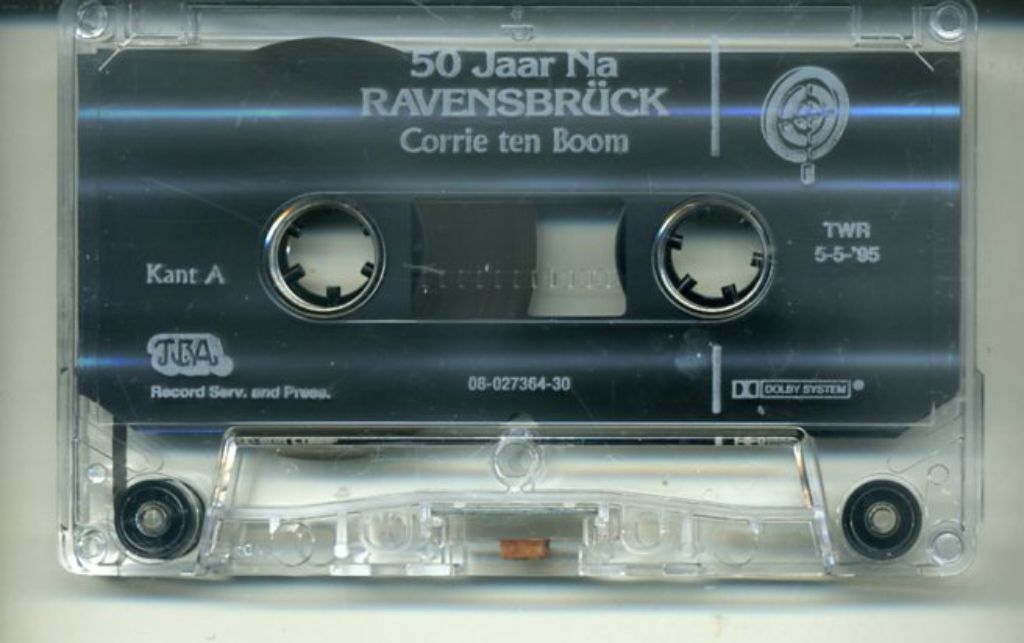 50 Jaar Na
RAVENSBRÜCK
Corrie ten Boom
TWR
5-5-'95
Kant A
TBA
Record Serv. and Press.
08-027364-30
DOLBY SYSTEM ®